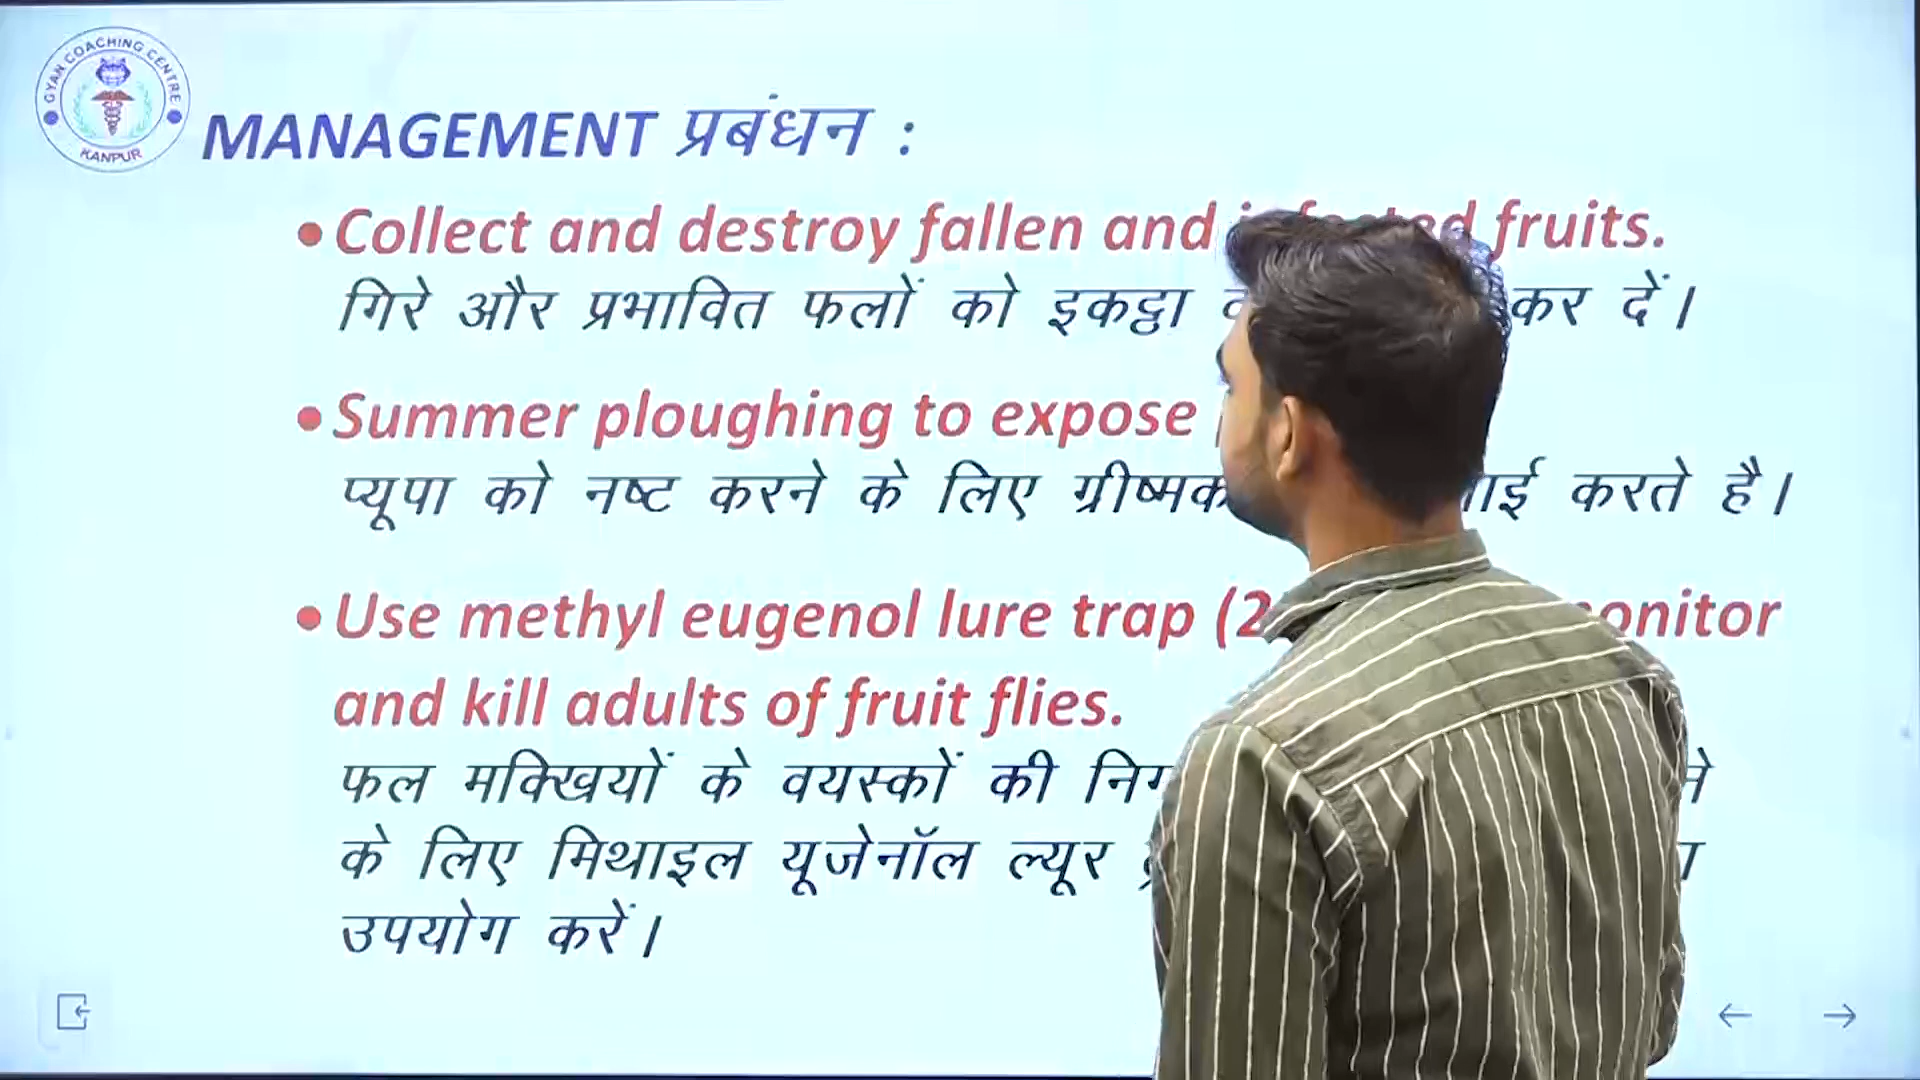 GYAN COACHING CENTRE
KANPUR
MANAGEMENT प्रबंधन :
• Collect and destroy fallen and fruits.
गिरे और प्रभावित फलों को इकट्ठा कर दें।
• Summer ploughing to expose
प्यूपा को नष्ट करने के लिए करते है।
• Use methyl eugenol lure trap
and kill adults of fruit flies.
फल मक्खियों के वयस्कों की
के लिए मिथाइल यूजेनॉल ल्यूर
उपयोग करें।